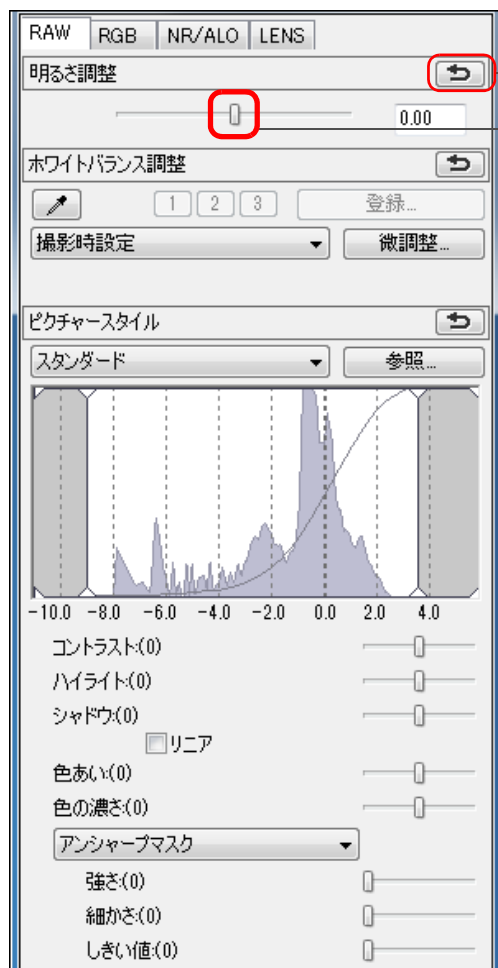 RAW RGB NR/ALO LENS
明るさ調整
0.00
ホワイトバランス調整
1 2 3 登録...
撮影時設定 微調整...
ピクチャースタイル
スタンダード 参照...
-10.0 -8.0 -6.0 -4.0 -2.0 0.0 2.0 4.0
コントラスト:(0)
ハイライト:(0)
シャドウ:(0)
リニア
色あい:(0)
色の濃さ:(0)
アンシャープマスク
強さ:(0)
細かさ:(0)
しきい値:(0)